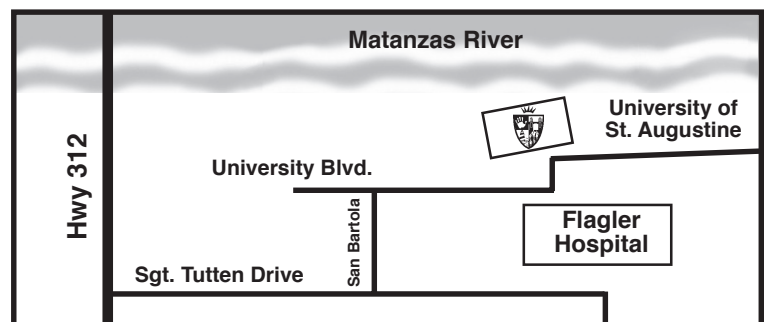 Matanzas River
University of
St. Augustine
University Blvd.
Hwy 312
San Bartola
Flagler
Hospital
Sgt. Tutten Drive